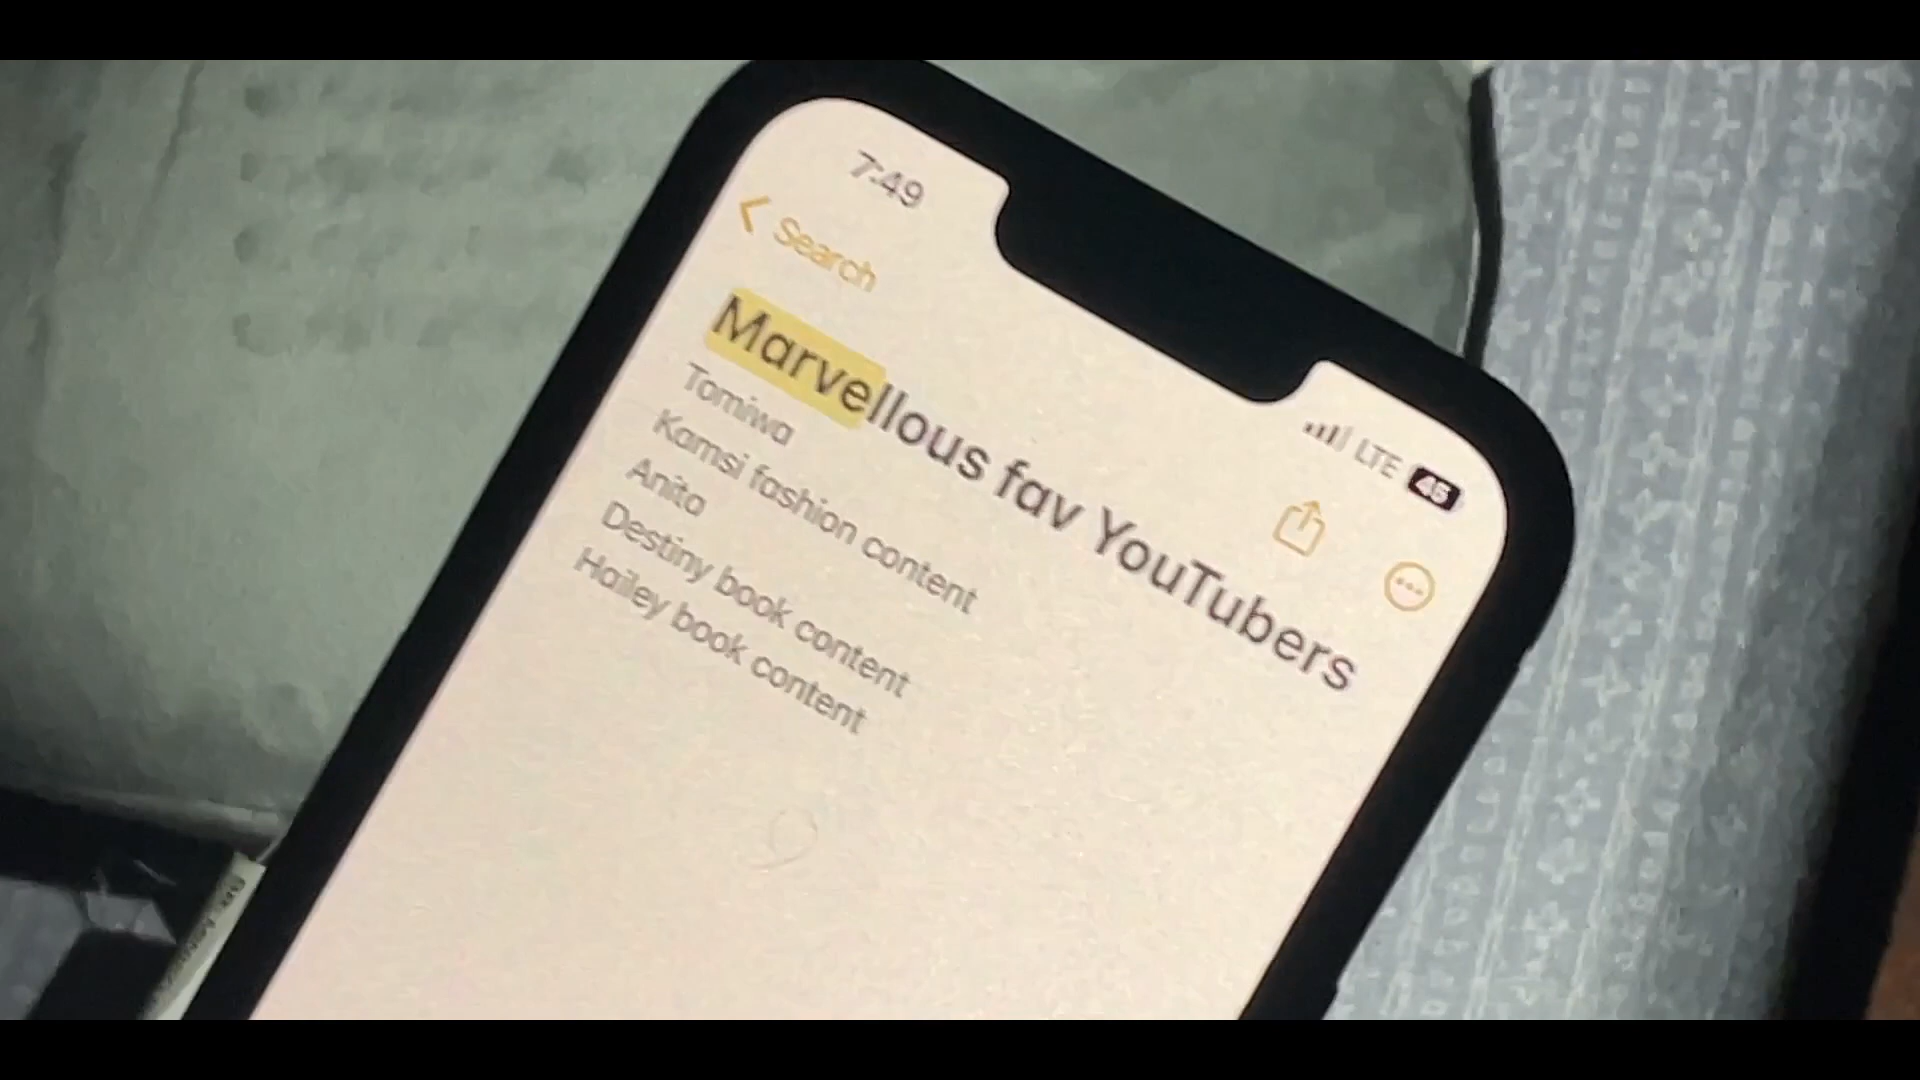 7:49
LTE 45
Search
Marvellous fav YouTubers
Tomiwa
Kamsi fashion content
Anita
Destiny book content
Hailey book content